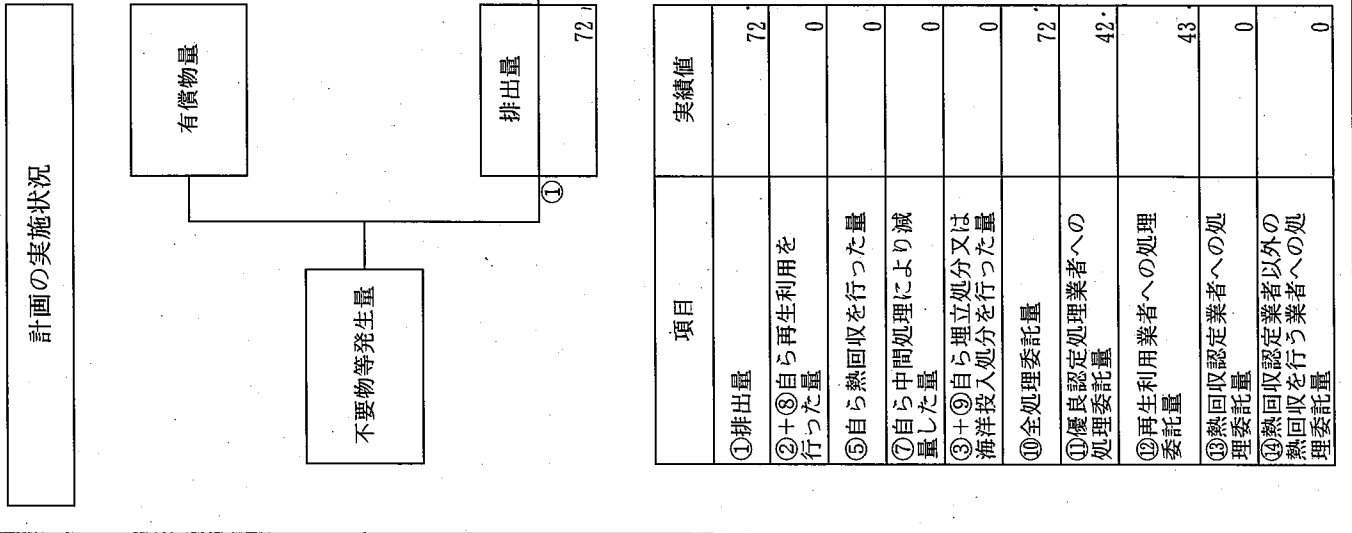 計画の実施状況
有償物量
不要物等発生量
排出量
①
72
項目
実績値
①排出量
72
②+⑧自ら再生利用を
行った量
0
⑤自ら熱回収を行った量
0
⑦自ら中間処理により減
量した量
0
③+⑨自ら埋立処分又は
海洋投入処分を行った量
0
⑩全処理委託量
72
⑪優良認定処理業者への
処理委託量
42
⑫再生利用業者への処理
委託量
43
⑬熱回収認定業者への処
理委託量
0
⑭熱回収認定業者以外の
熱回収を行う業者への処
理委託量
0